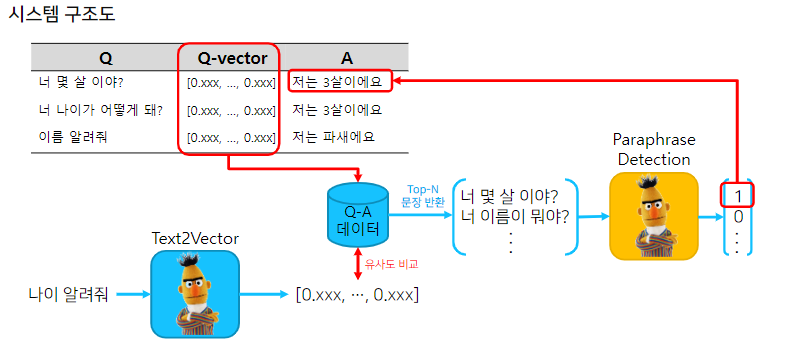 시스템 구조도
Q Q-vector A
너 몇 살 이야? [0.xxx, ..., 0.xxx] 저는 3살이에요
너 나이가 어떻게 돼? [0.xxx, ..., 0.xxx] 저는 3살이에요
이름 알려줘 [0.xxx, ..., 0.xxx] 저는 파새에요
Paraphrase
Detection
Top-N
문장 반환
Q-A
데이터
너 몇 살 이야?
너 이름이 뭐야?
⋮
1
0
⋮
Text2Vector
유사도 비교
나이 알려줘
[0.xxx, ..., 0.xxx]